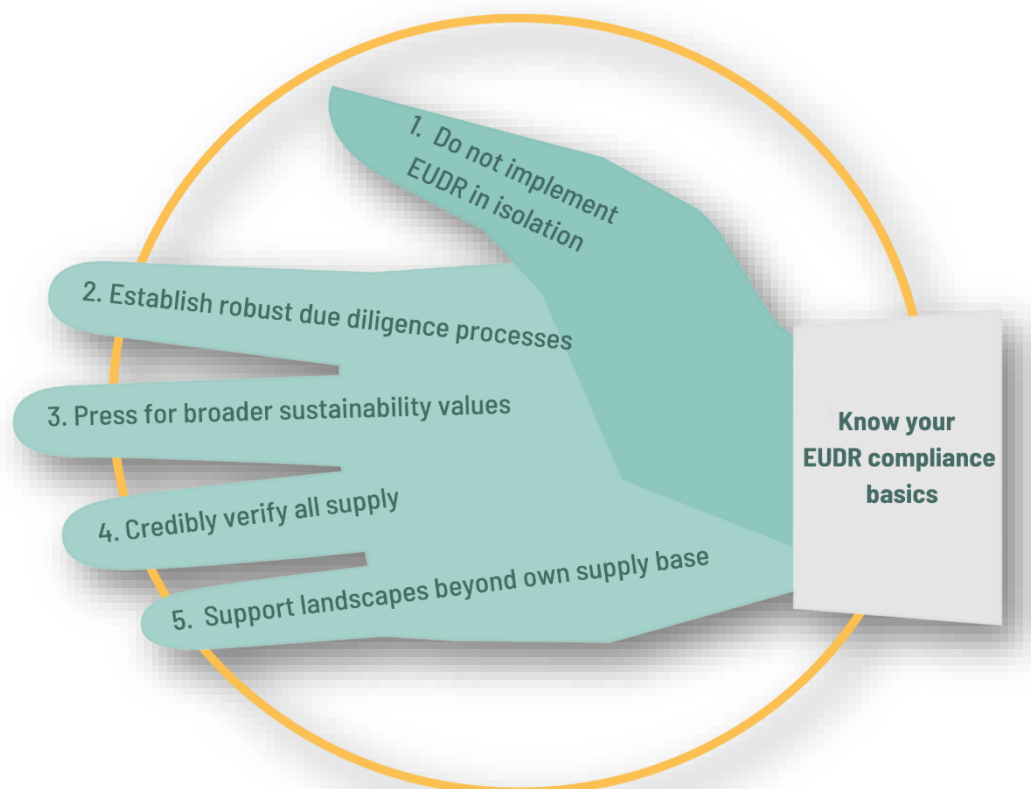 1. Do not implement
EUDR in isolation
2. Establish robust due diligence processes
3. Press for broader sustainability values
4. Credibly verify all supply
5. Support landscapes beyond own supply base
Know your
EUDR compliance
basics